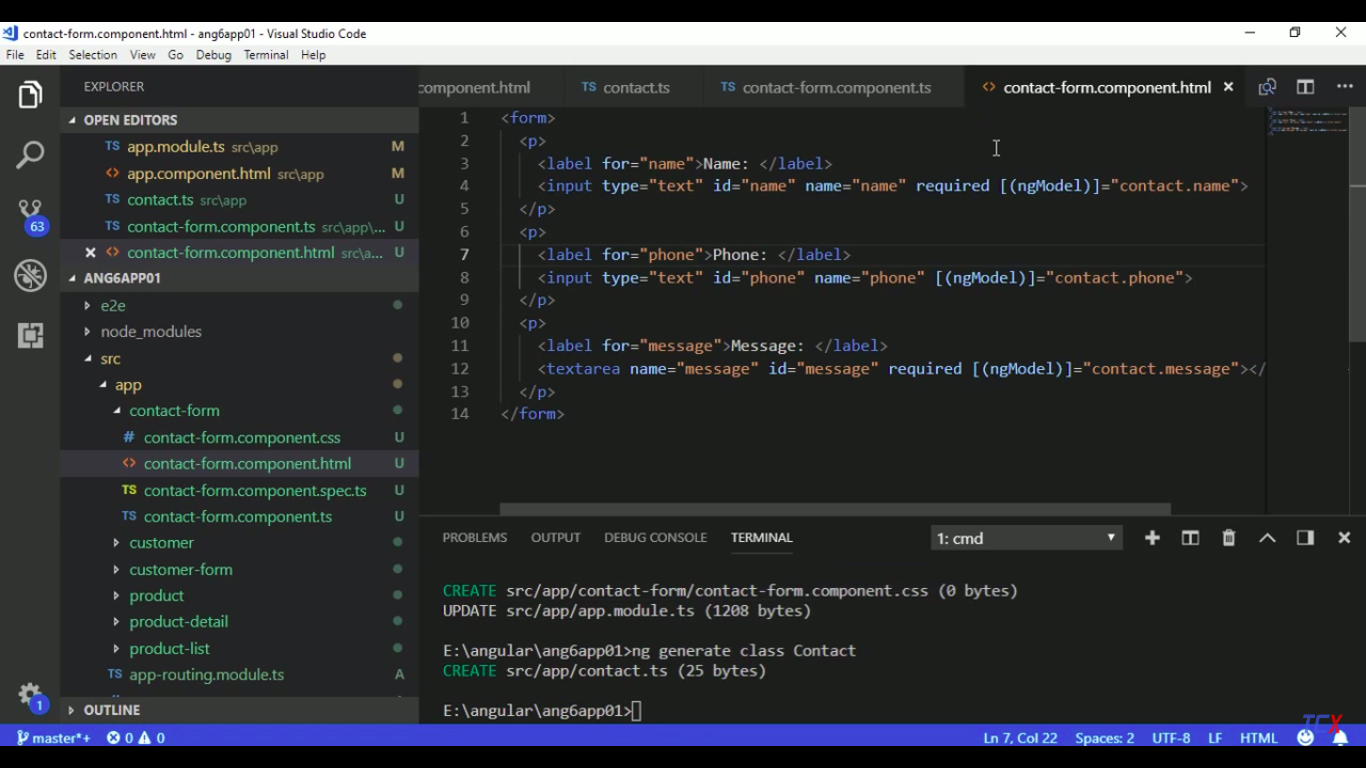 contact-form.component.html - ang6app01 - Visual Studio Code
File Edit Selection View Go Debug Terminal Help
EXPLORER
OPEN EDITORS
TS app.module.ts src\app M
<> app.component.html src\app M
TS contact.ts src\app U
TS contact-form.component.ts src\app\... U
<> contact-form.component.html src\a... U
63
ANG6APP01
e2e
node_modules
src
app
contact-form
# contact-form.component.css U
<> contact-form.component.html U
TS contact-form.component.spec.ts U
TS contact-form.component.ts U
customer
customer-form
product
product-detail
product-list
TS app-routing.module.ts A
OUTLINE
1
component.html TS contact.ts TS contact-form.component.ts <> contact-form.component.html
1 <form>
2 <p>
3 <label for="name">Name: </label>
4 <input type="text" id="name" name="name" required [(ngModel)]="contact.name">
5 </p>
6 <p>
7 <label for="phone">Phone: </label>
8 <input type="text" id="phone" name="phone" [(ngModel)]="contact.phone">
9 </p>
10 <p>
11 <label for="message">Message: </label>
12 <textarea name="message" id="message" required [(ngModel)]="contact.message"></
13 </p>
14 </form>
PROBLEMS OUTPUT DEBUG CONSOLE TERMINAL 1: cmd
CREATE src/app/contact-form/contact-form.component.css (0 bytes)
UPDATE src/app/app.module.ts (1208 bytes)
E:\angular\ang6app01>ng generate class Contact
CREATE src/app/contact.ts (25 bytes)
E:\angular\ang6app01>
TCX
master*+ 0 0 Ln 7, Col 22 Spaces: 2 UTF-8 LF HTML